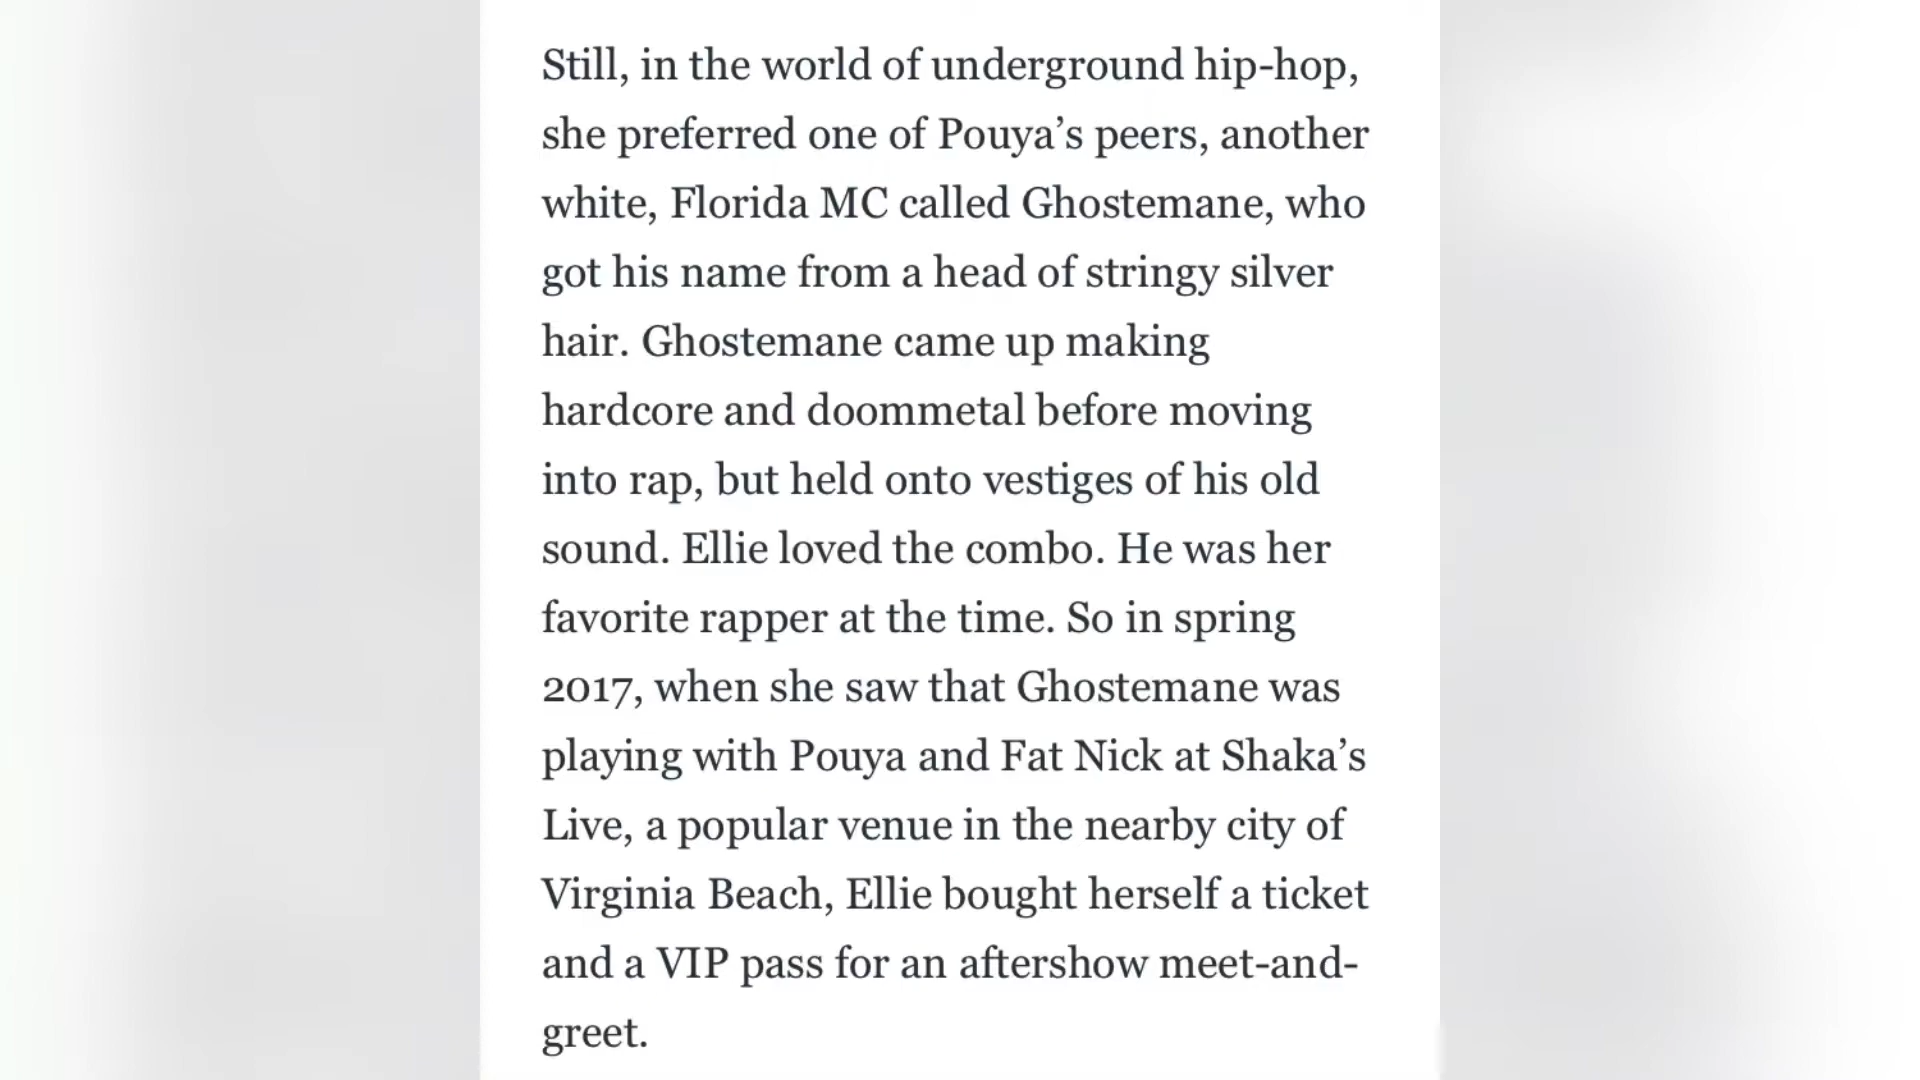 Still, in the world of underground hip-hop,
she preferred one of Pouya’s peers, another
white, Florida MC called Ghostemane, who
got his name from a head of stringy silver
hair. Ghostemane came up making
hardcore and doommetal before moving
into rap, but held onto vestiges of his old
sound. Ellie loved the combo. He was her
favorite rapper at the time. So in spring
2017, when she saw that Ghostemane was
playing with Pouya and Fat Nick at Shaka’s
Live, a popular venue in the nearby city of
Virginia Beach, Ellie bought herself a ticket
and a VIP pass for an aftershow meet-and-
greet.